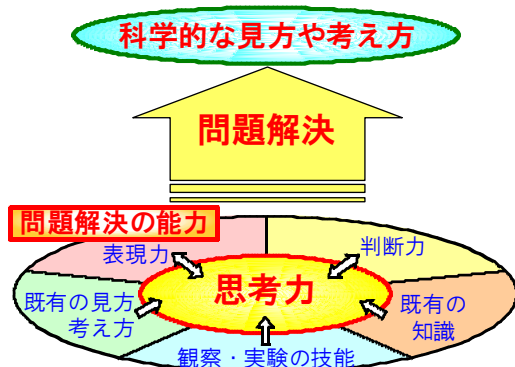 科学的な見方や考え方
問題解決
問題解決の能力
表現力
判断力
思考力
既有の見方
考え方
既有の
知識
観察・実験の技能